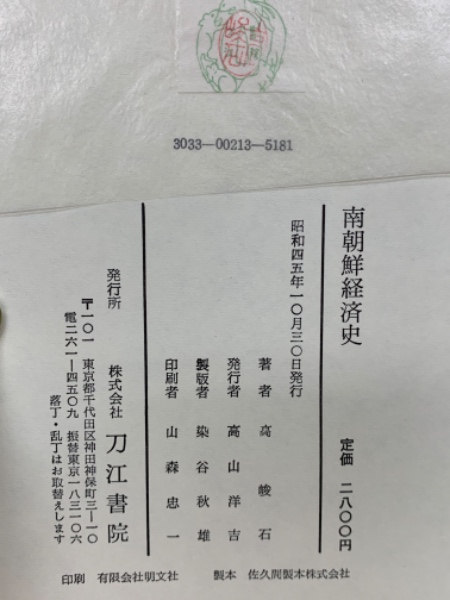 3033—00213—5181
南朝鮮経済史
定価 二八〇〇円
昭和四五年一〇月三〇日発行
著者 高峻石
発行者 高山洋吉
製版者 染谷秋雄
印刷者 山森忠一
発行所 株式会社 刀江書院
〒一〇一 東京都千代田区神田神保町三—一〇
電二六一—四五〇九 振替東京一八三一〇六
落丁・乱丁はお取替えします
印刷 有限会社明文社 製本 佐久間製本株式会社